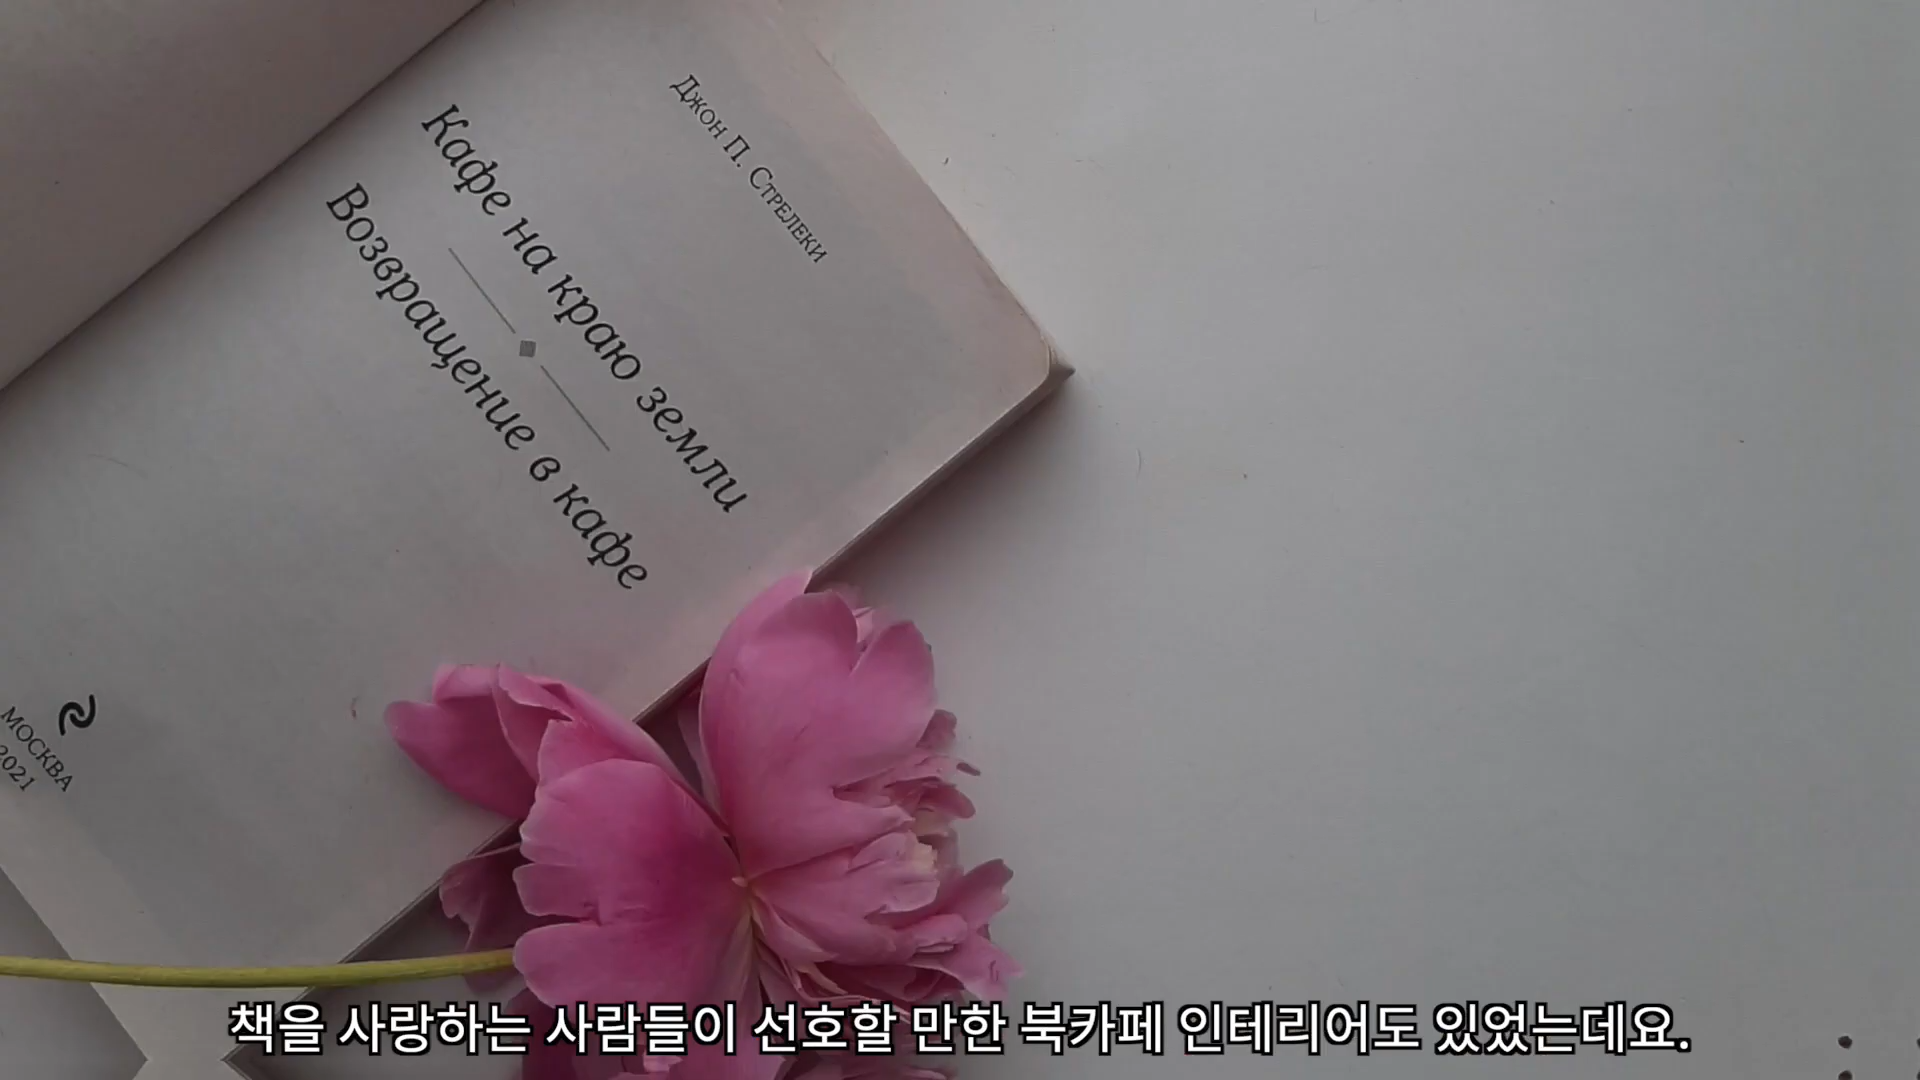 Джон П. Стрелеки
Кафе на краю земли
Возвращение в кафе
МОСКВА
2021
책을 사랑하는 사람들이 선호할 만한 북카페 인테리어도 있었는데요.